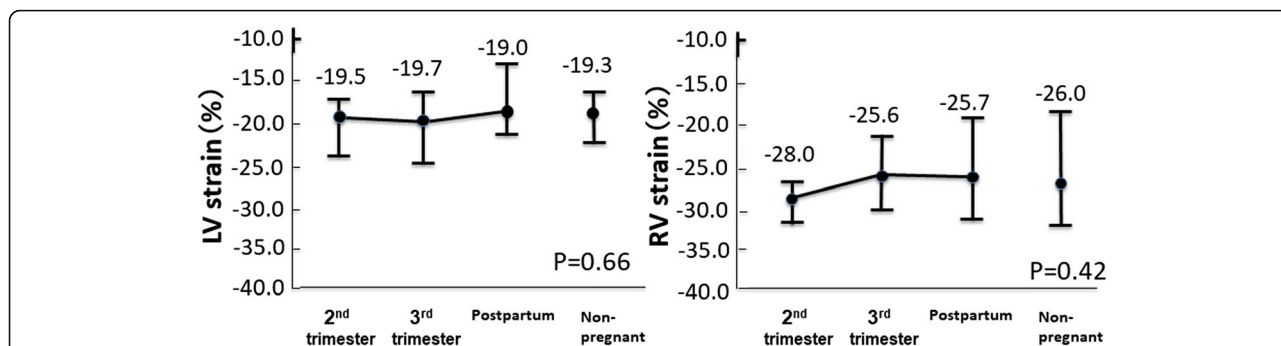 LV strain (%)
-10.0
-15.0
-20.0
-25.0
-30.0
-35.0
-40.0
-19.5
-19.7
-19.0
-19.3
P=0.66
2nd trimester
3rd trimester
Postpartum
Non-
pregnant
RV strain (%)
-10.0
-15.0
-20.0
-25.0
-30.0
-35.0
-40.0
-28.0
-25.6
-25.7
-26.0
P=0.42
2nd
trimester
3rd
trimester
Postpartum
Non-
pregnant